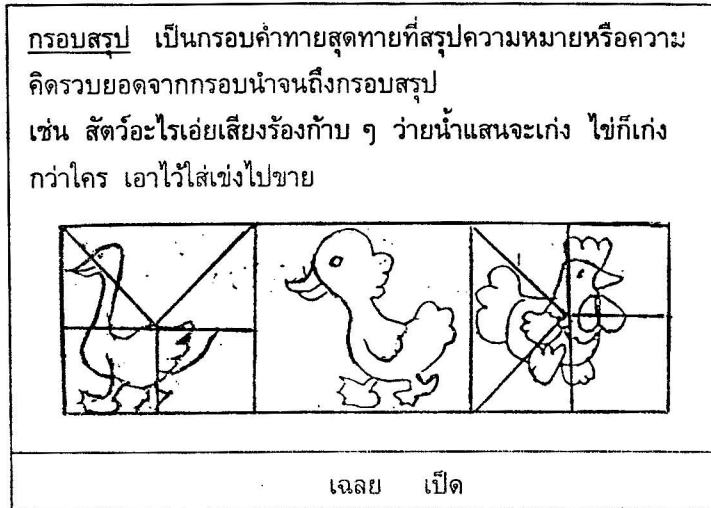 กรอบสรุป เป็นกรอบคำทายสุดทายที่สรุปความหมายหรือความ
คิดรวบยอดจากกรอบนำจนถึงกรอบสรุป
เช่น สัตว์อะไรเอ่ยเสียงร้องก้าบ ๆ ว่ายน้ำแสนจะเก่ง ไข่ก็เก่ง
กว่าใคร เอาไว้ใส่เข่งไปขาย
เฉลย เป็ด